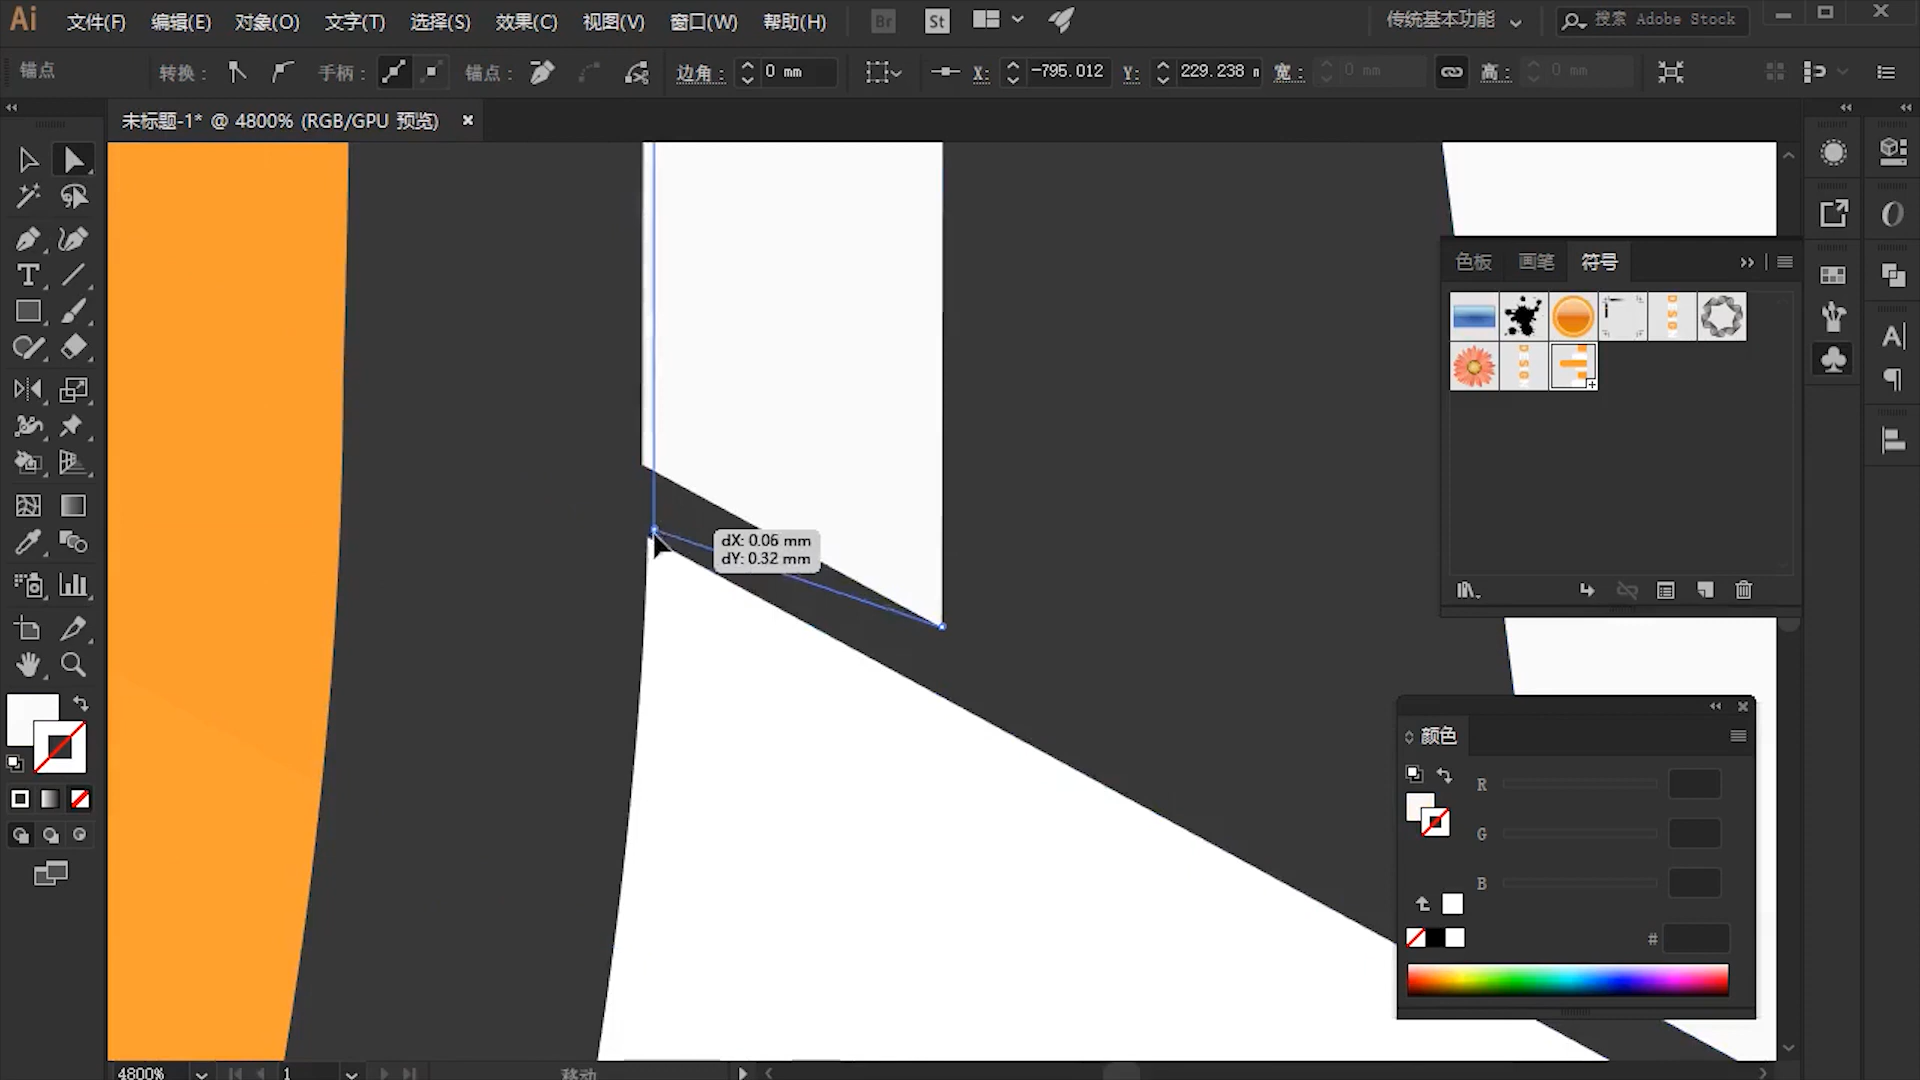 Ai 文件(F) 编辑(E) 对象(O) 文字(T) 选择(S) 效果(C) 视图(V) 窗口(W) 帮助(H) Br St 传统基本功能 搜索 Adobe Stock
锚点 转换： 手柄： 锚点： 边角： 0 mm X: -795.012 Y: 229.238 m 宽： 0 mm 高： 0 mm
未标题-1* @ 4800% (RGB/GPU 预览)
色板 画笔 符号
dX: 0.06 mm
dY: 0.32 mm
颜色
R
G
B
#
4800% 1 移动